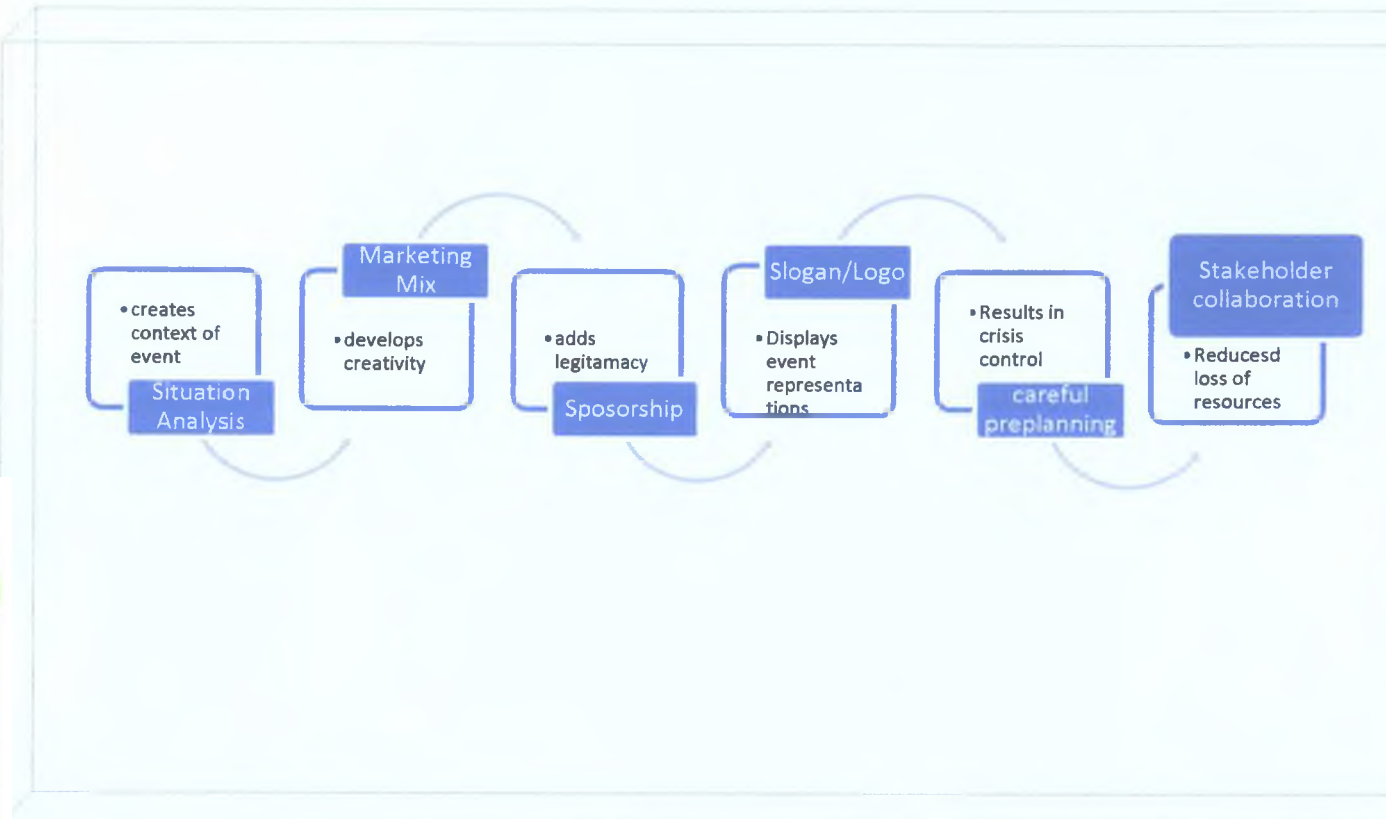 • creates
context of
event
Situation
Analysis
Marketing
Mix
• develops
creativity
• adds
legitamacy
Sposorship
Slogan/Logo
• Displays
event
representa
tions
• Results in
crisis
control
careful
preplanning
Stakeholder
collaboration
• Reducesd
loss of
resources